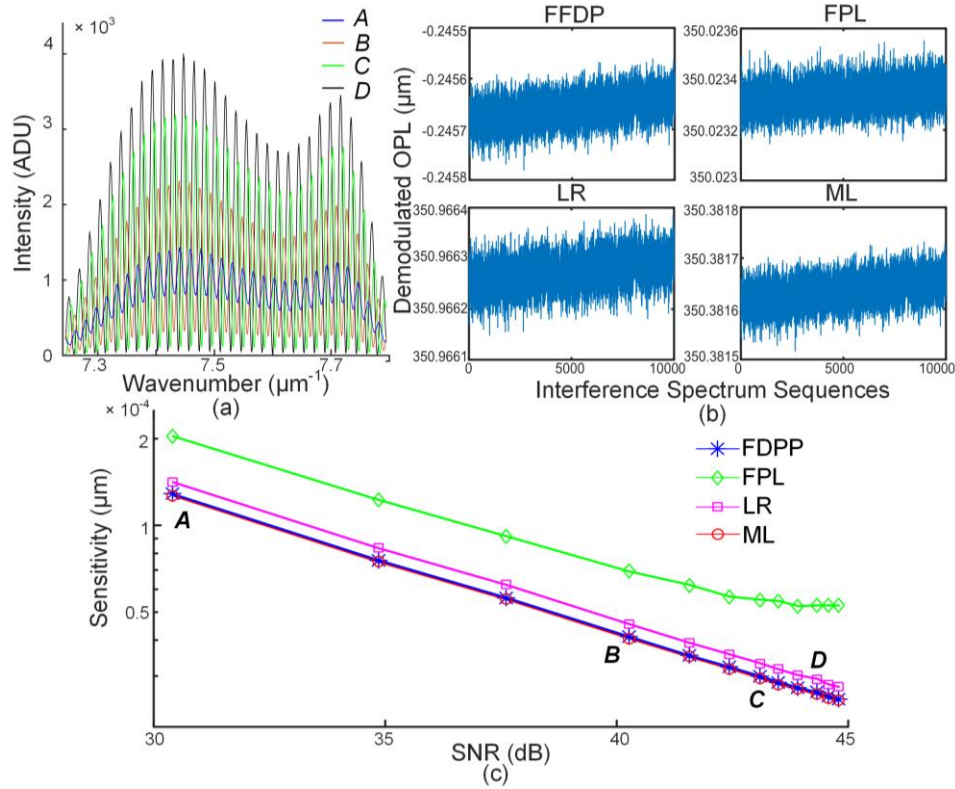 × 10³
4
3
2
1
0
Intensity (ADU)
A
B
C
D
7.3 7.5 7.7
Wavenumber (μm⁻¹)
(a)
FFDP
-0.2455
-0.2456
-0.2457
-0.2458
FPL
350.0236
350.0234
350.0232
350.023
Demodulated OPL (μm)
LR
350.9664
350.9663
350.9662
350.9661
0 5000 10000
ML
350.3818
350.3817
350.3816
350.3815
0 5000 10000
Interference Spectrum Sequences
(b)
× 10⁻⁴
2
1
0.5
Sensitivity (μm)
A
B
C
D
FDPP
FPL
LR
ML
30 35 40 45
SNR (dB)
(c)